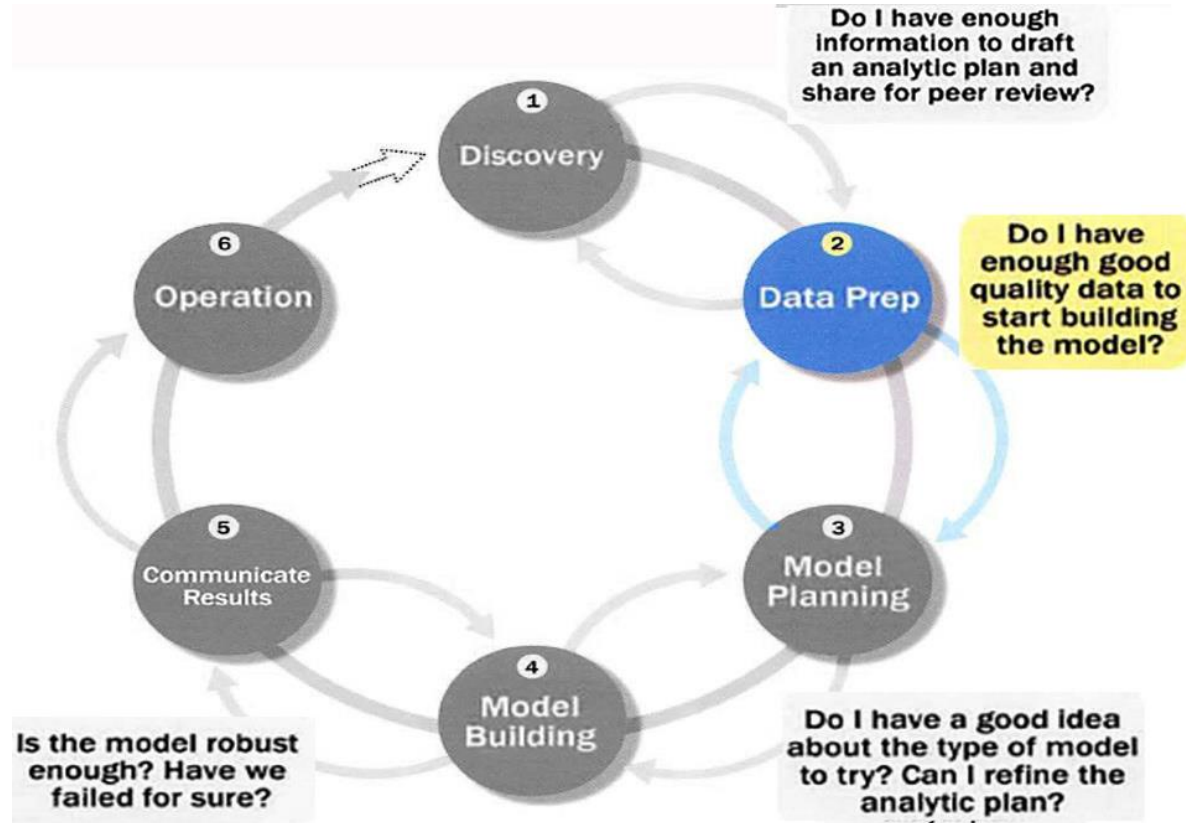 Do I have enough
information to draft
an analytic plan and
share for peer review?
1
Discovery
2
Data Prep
Do I have
enough good
quality data to
start building
the model?
6
Operation
3
Model
Planning
5
Communicate
Results
4
Model
Building
Do I have a good idea
about the type of model
to try? Can I refine the
analytic plan?
Is the model robust
enough? Have we
failed for sure?